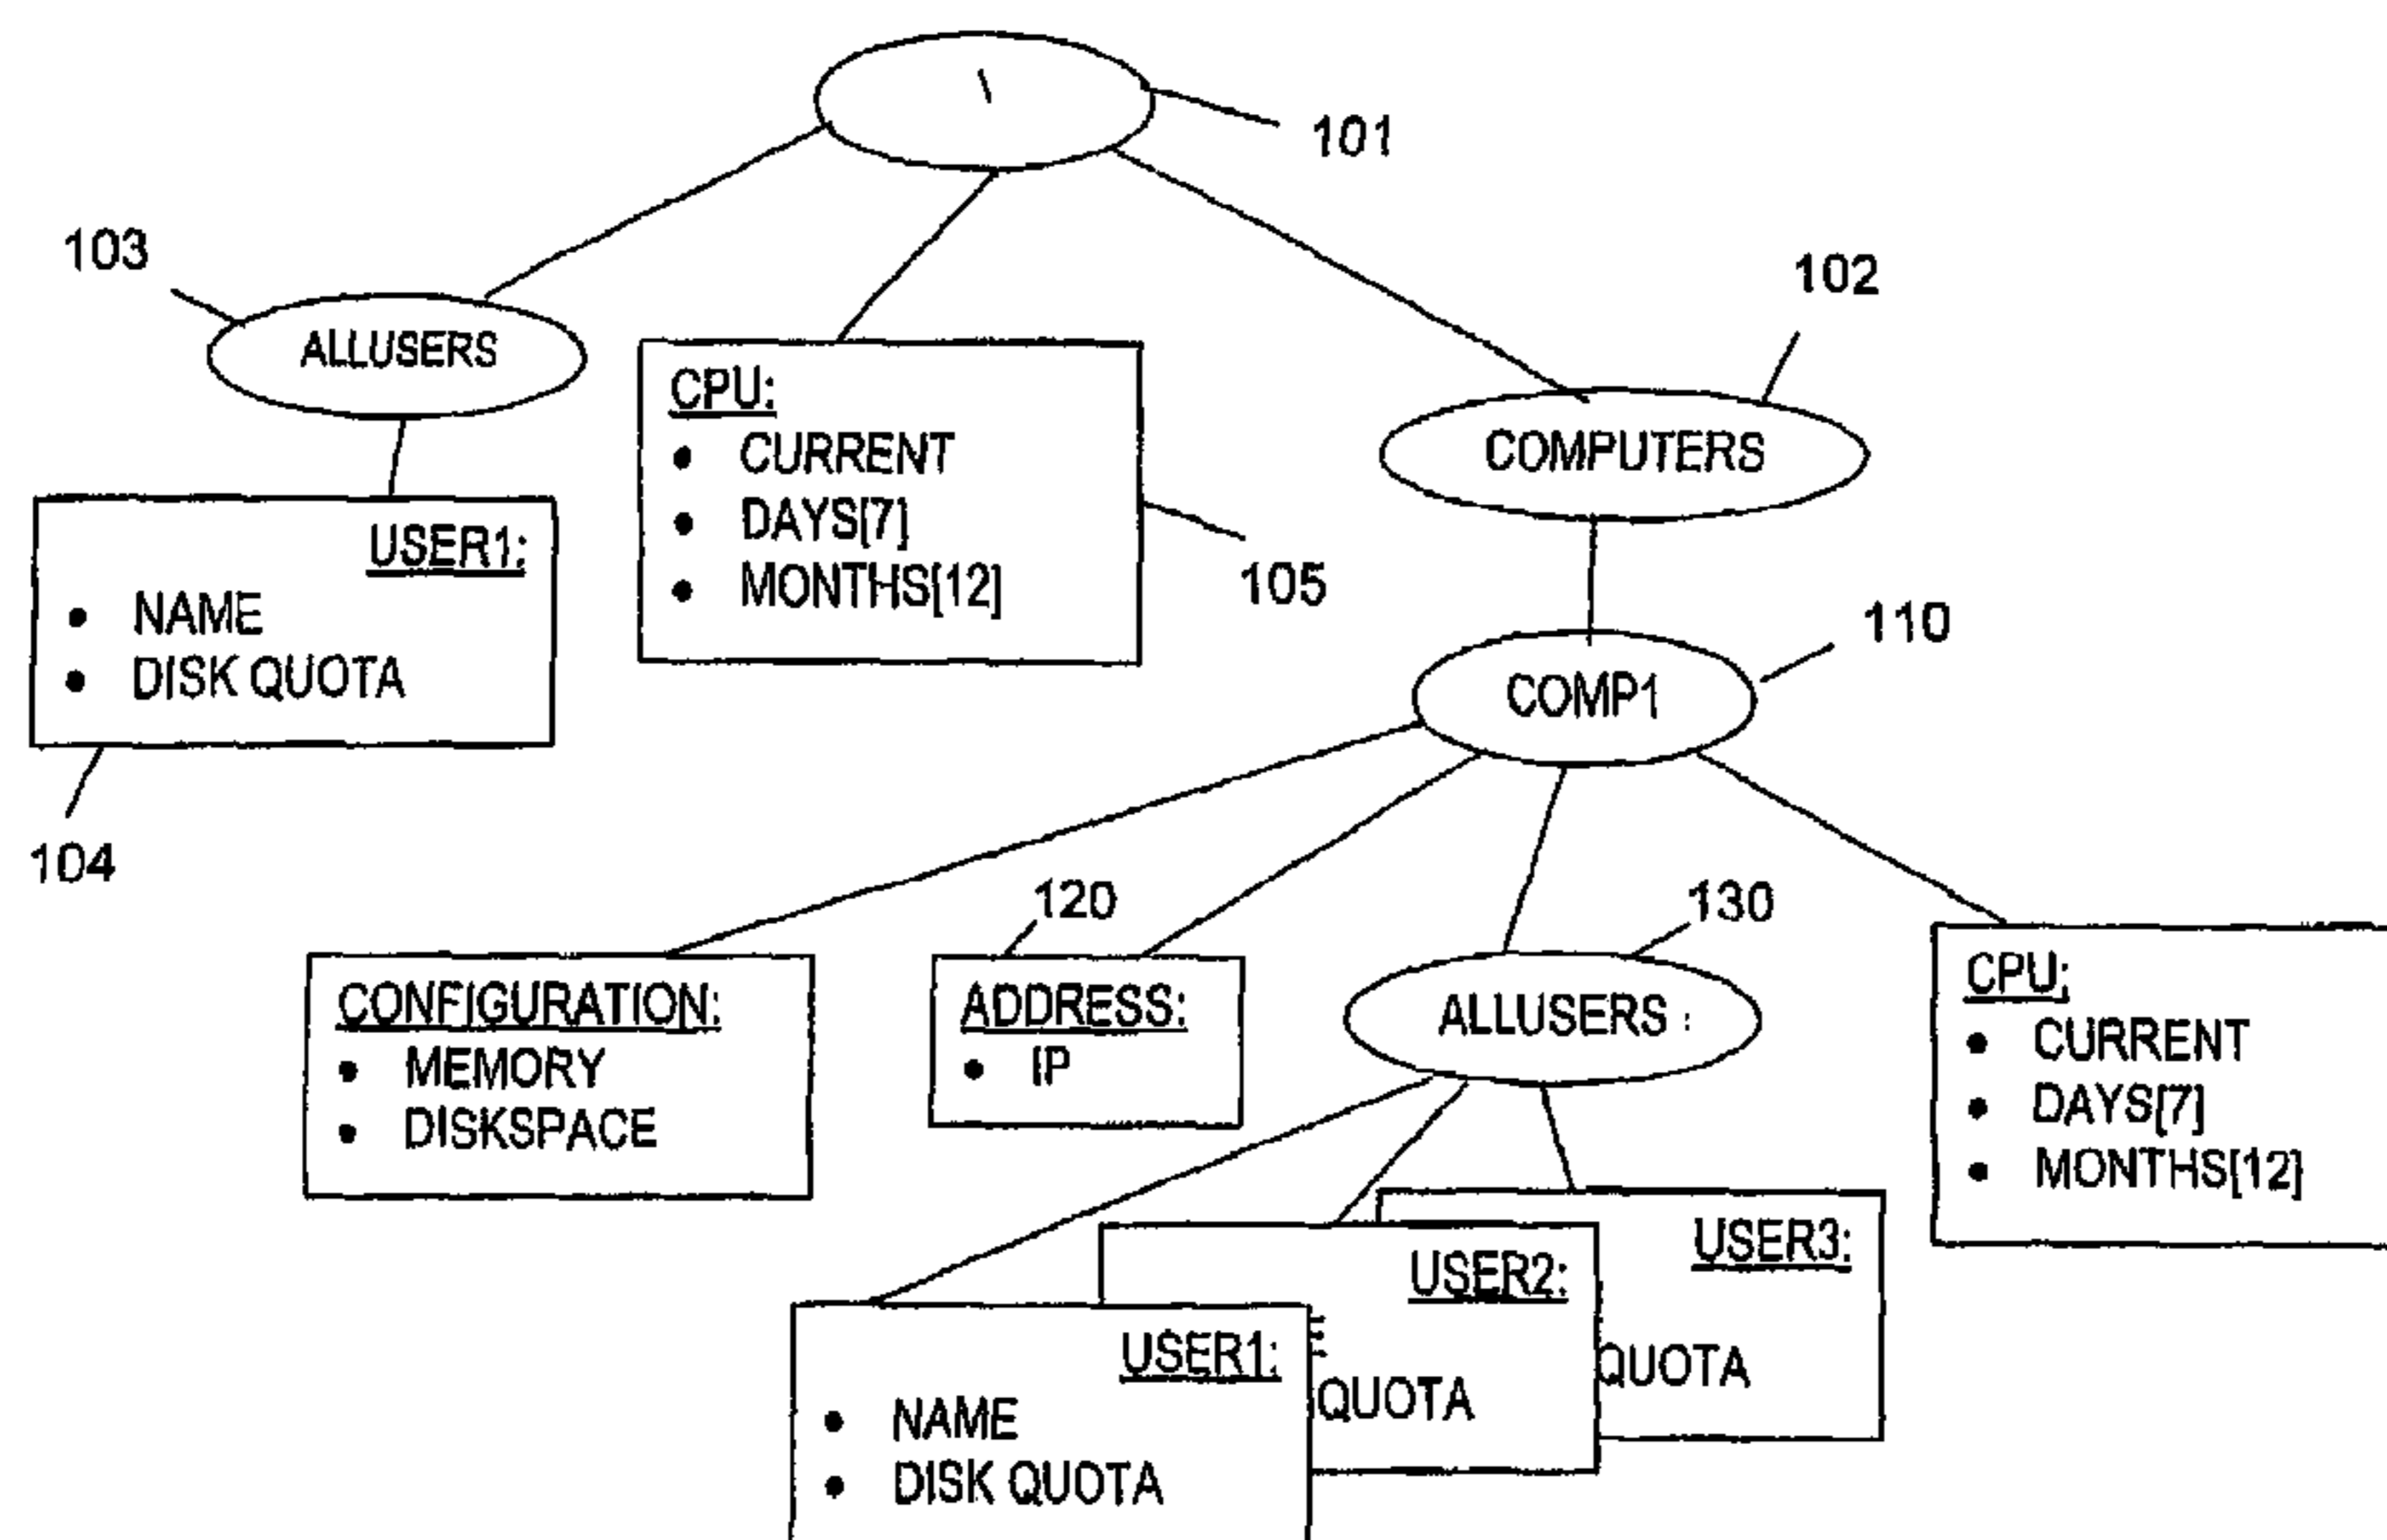 \
101
103
102
ALLUSERS
CPU:
• CURRENT
• DAYS[7]
• MONTHS[12]
COMPUTERS
USER1:
• NAME
• DISK QUOTA
105
110
COMP1
104
120
130
CONFIGURATION:
• MEMORY
• DISKSPACE
ADDRESS:
• IP
ALLUSERS
CPU:
• CURRENT
• DAYS[7]
• MONTHS[12]
USER3:
QUOTA
USER2:
QUOTA
USER1:
• NAME
• DISK QUOTA